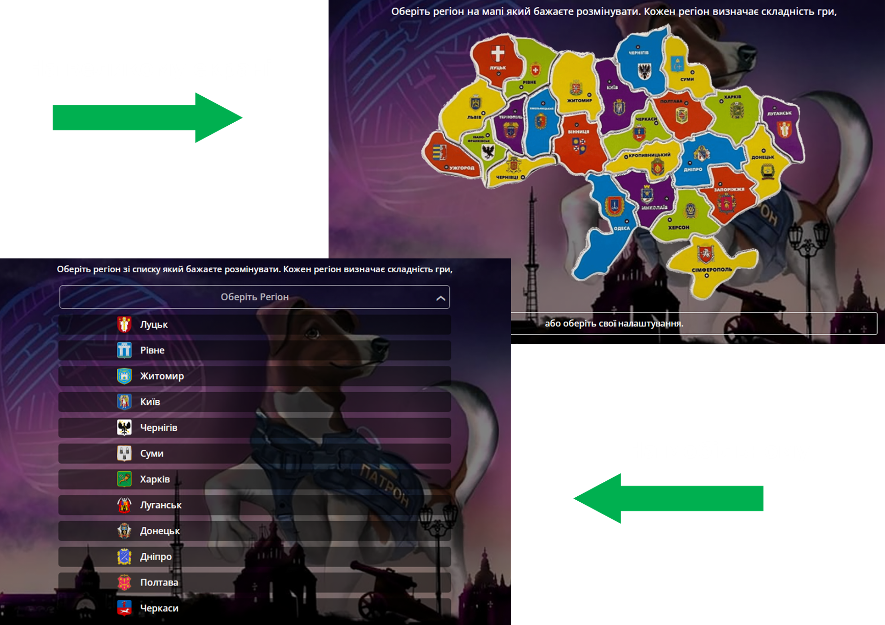 Оберіть регіон на мапі який бажаєте розмінувати. Кожен регіон визначає складність гри,
ЧЕРНІГІВ
ЛУЦЬК
СУМИ
РІВНЕ
КИЇВ
ЖИТОМИР
ХАРКІВ
ПОЛТАВА
ЛУГАНСЬК
ЛЬВІВ
ТЕРНОПІЛЬ
ЧЕРКАСИ
ВІННИЦЯ
ІВАНО-
ФРАНКІВСЬК
КРОПИВНИЦЬКИЙ
ДОНЕЦЬК
УЖГОРОД
ДНІПРО
ЧЕРНІВЦІ
ЗАПОРІЖЖЯ
МИКОЛАЇВ
ОДЕСА
ХЕРСОН
СІМФЕРОПОЛЬ
або оберіть свої налаштування.
Оберіть регіон зі списку який бажаєте розмінувати. Кожен регіон визначає складність гри,
Оберіть Регіон
Луцьк
Рівне
Житомир
Київ
Чернігів
Суми
Харків
Луганськ
Донецьк
Дніпро
Полтава
Черкаси
ПАТРОН